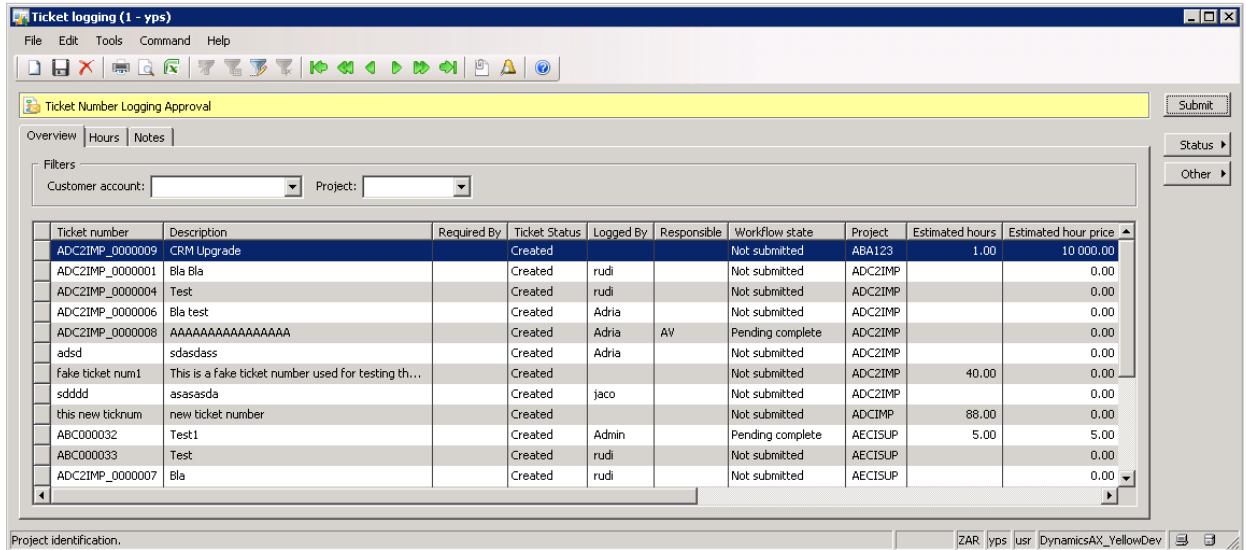 Ticket logging (1 - yps)
File Edit Tools Command Help
Ticket Number Logging Approval
Submit
Overview Hours Notes
Status
Filters
Customer account: Project:
Other
Ticket number Description Required By Ticket Status Logged By Responsible Workflow state Project Estimated hours Estimated hour price
ADC2IMP_0000009 CRM Upgrade Created Not submitted ABA123 1.00 10 000.00
ADC2IMP_0000001 Bla Bla Created rudi Not submitted ADC2IMP 0.00
ADC2IMP_0000004 Test Created rudi Not submitted ADC2IMP 0.00
ADC2IMP_0000006 Bla test Created Adria Not submitted ADC2IMP 0.00
ADC2IMP_0000008 AAAAAAAAAAAAAAAA Created Adria AV Pending complete ADC2IMP 0.00
adsd sdasdass Created Adria Not submitted ADC2IMP 0.00
fake ticket num1 This is a fake ticket number used for testing th... Created Not submitted ADC2IMP 40.00 0.00
sdddd asasasda Created jaco Not submitted ADC2IMP 0.00
this new ticknum new ticket number Created Not submitted ADCIMP 88.00 0.00
ABC000032 Test1 Created Admin Pending complete AECISUP 5.00 5.00
ABC000033 Test Created rudi Not submitted AECISUP 0.00
ADC2IMP_0000007 Bla Created rudi Not submitted AECISUP 0.00
Project identification. ZAR yps usr DynamicsAX_YellowDev